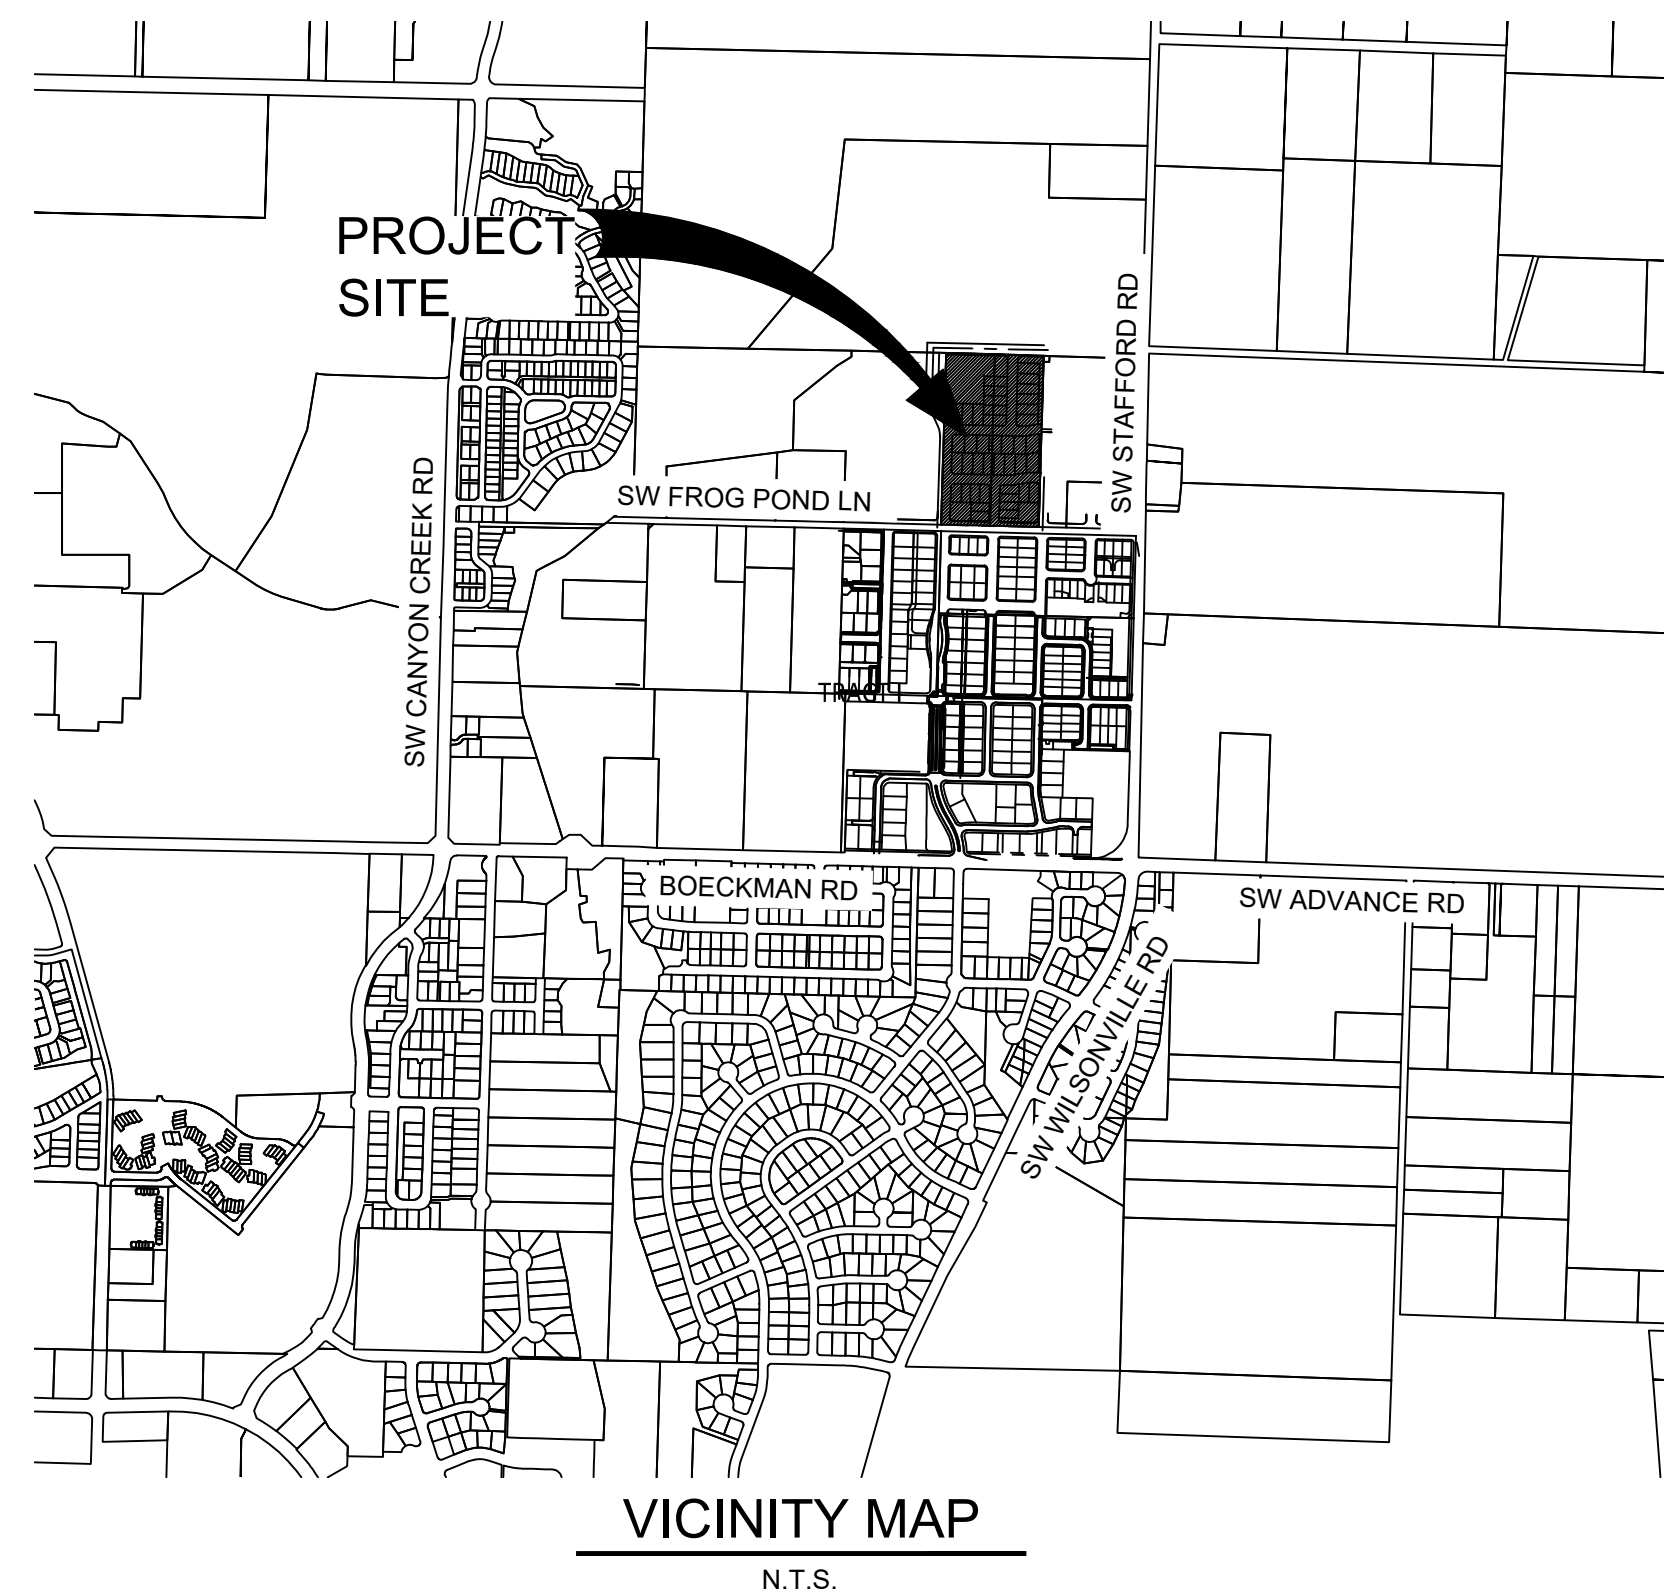 PROJECT
SITE
SW STAFFORD RD
SW FROG POND LN
SW CANYON CREEK RD
TRACT I
BOECKMAN RD
SW ADVANCE RD
SW WILSONVILLE RD
VICINITY MAP
N.T.S.